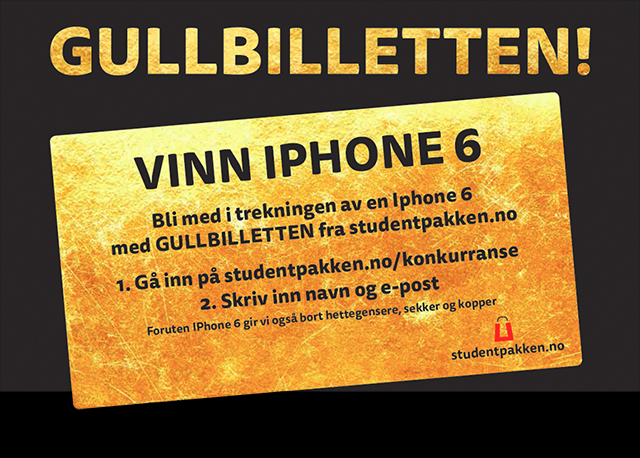 GULLBILLETTEN!
VINN IPHONE 6
Bli med i trekningen av en Iphone 6
med GULLBILLETTEN fra studentpakken.no
1. Gå inn på studentpakken.no/konkurranse
2. Skriv inn navn og e-post
Foruten IPhone 6 gir vi også bort hettegensere, sekker og kopper
studentpakken.no